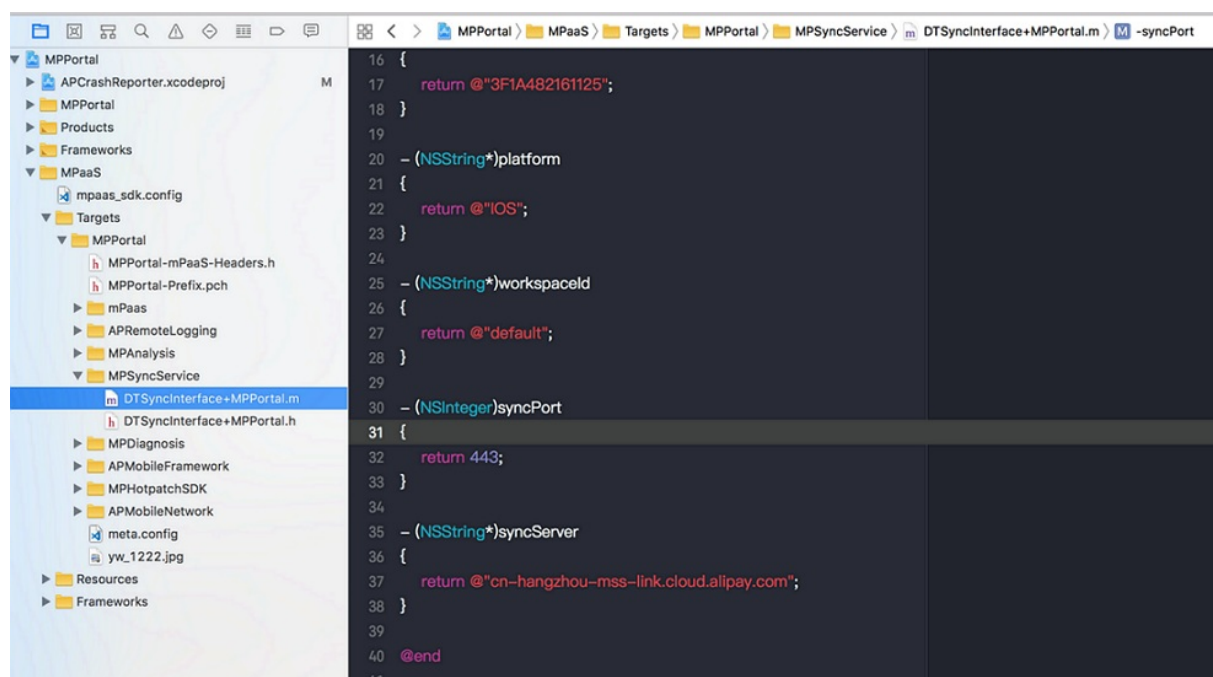 MPPortal 〉 MPaaS 〉 Targets 〉 MPPortal 〉 MPSyncService 〉 DTSyncInterface+MPPortal.m 〉 M -syncPort
MPPortal
APCrashReporter.xcodeproj M
MPPortal
Products
Frameworks
MPaaS
mpaas_sdk.config
Targets
MPPortal
h MPPortal-mPaaS-Headers.h
h MPPortal-Prefix.pch
mPaas
APRemoteLogging
MPAnalysis
MPSyncService
m DTSyncInterface+MPPortal.m
h DTSyncInterface+MPPortal.h
MPDiagnosis
APMobileFramework
MPHotpatchSDK
APMobileNetwork
meta.config
yw_1222.jpg
Resources
Frameworks
16 {
17 return @"3F1A482161125";
18 }
19
20 – (NSString*)platform
21 {
22 return @"IOS";
23 }
24
25 – (NSString*)workspaceId
26 {
27 return @"default";
28 }
29
30 – (NSInteger)syncPort
31 {
32 return 443;
33 }
34
35 – (NSString*)syncServer
36 {
37 return @"cn-hangzhou-mss-link.cloud.alipay.com";
38 }
39
40 @end